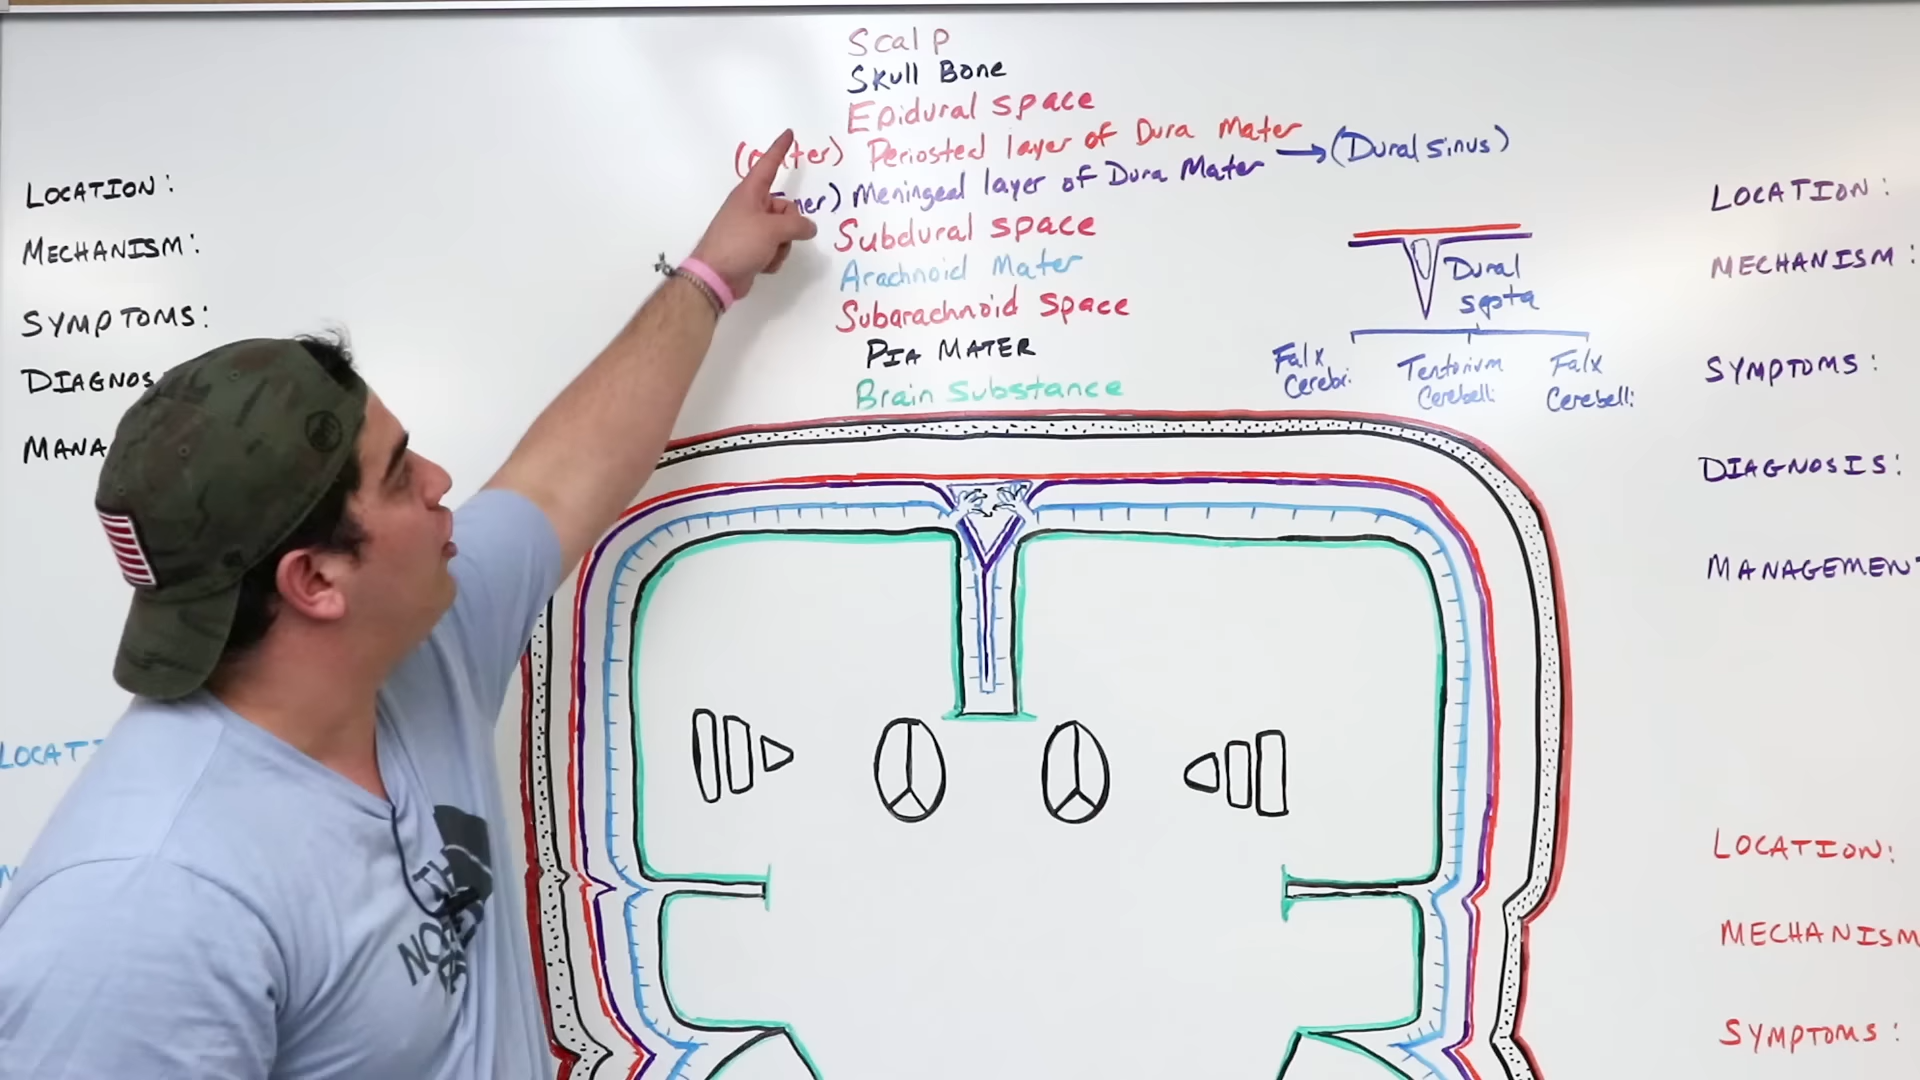 Scalp
Skull Bone
Epidural space
Periosteal layer of Dura Mater
Meningeal layer of Dura Mater → (Dural sinus)
Subdural space
Arachnoid Mater
Subarachnoid space
PIA MATER
Brain Substance
LOCATION:
MECHANISM:
SYMPTOMS:
Dural septa
Falx Cerebri
Tentorium Cerebelli
Falx Cerebelli
LOCATION:
MECHANISM:
SYMPTOMS:
DIAGNOSIS:
MANAGEMENT
LOCATION:
MECHANISM
SYMPTOMS: